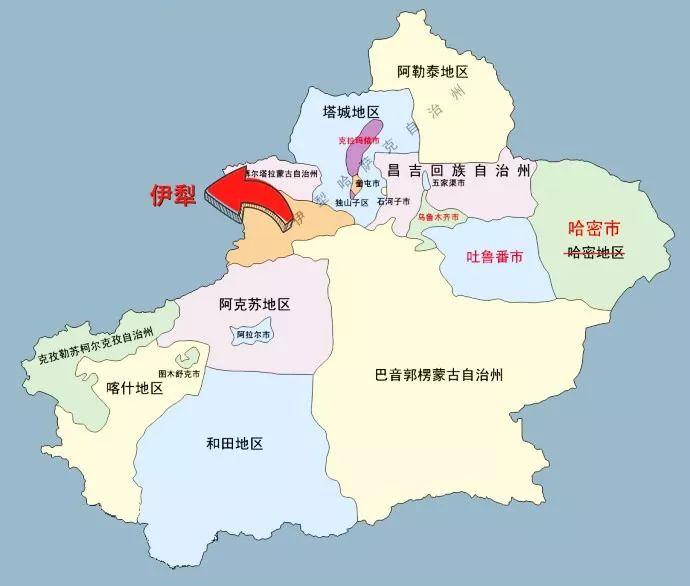 阿勒泰地区
塔城地区
伊犁哈萨克自治州
克拉玛依市
昌吉回族自治州
博尔塔拉蒙古自治州
奎屯市
五家渠市
独山子区
石河子市
伊犁
乌鲁木齐市
哈密市
哈密地区
吐鲁番市
阿克苏地区
阿拉尔市
克孜勒苏柯尔克孜自治州
图木舒克市
喀什地区
巴音郭楞蒙古自治州
和田地区